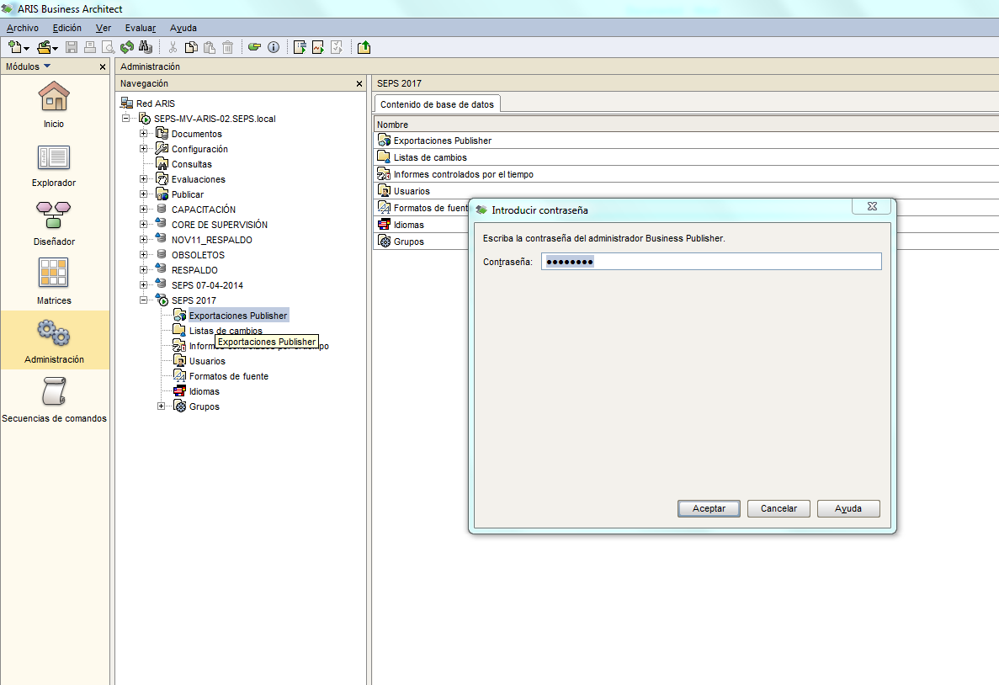 ARIS Business Architect
Archivo Edición Ver Evaluar Ayuda
Módulos
Inicio
Explorador
Diseñador
Matrices
Administración
Secuencias de comandos
Administración
Navegación
Red ARIS
SEPS-MV-ARIS-02.SEPS.local
Documentos
Configuración
Consultas
Evaluaciones
Publicar
CAPACITACIÓN
CORE DE SUPERVISIÓN
NOV11_RESPALDO
OBSOLETOS
RESPALDO
SEPS 07-04-2014
SEPS 2017
Exportaciones Publisher
Listas de cambios
Exportaciones Publisher
Usuarios
Formatos de fuente
Idiomas
Grupos
SEPS 2017
Contenido de base de datos
Nombre
Exportaciones Publisher
Listas de cambios
Informes controlados por el tiempo
Usuarios
Formatos de fuent
Idiomas
Grupos
Introducir contraseña
Escriba la contraseña del administrador Business Publisher.
Contraseña: ●●●●●●●●
Aceptar Cancelar Ayuda